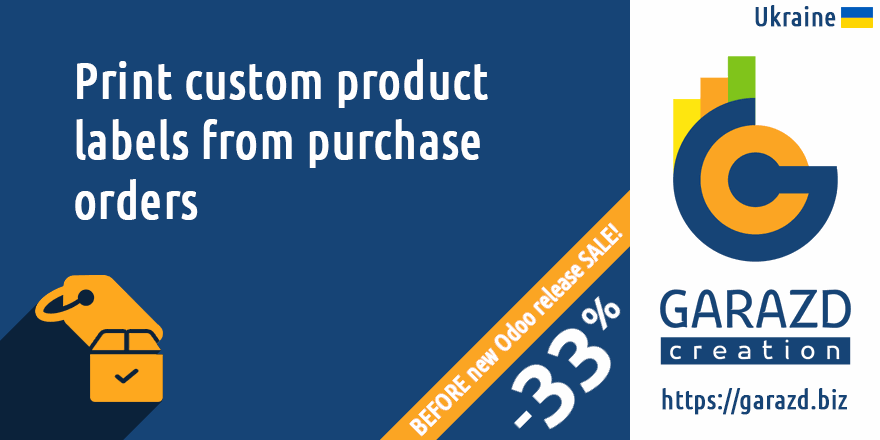 Print custom product
labels from purchase
orders
BEFORE new Odoo release SALE!
-33%
Ukraine
GARAZD
creation
https://garazd.biz